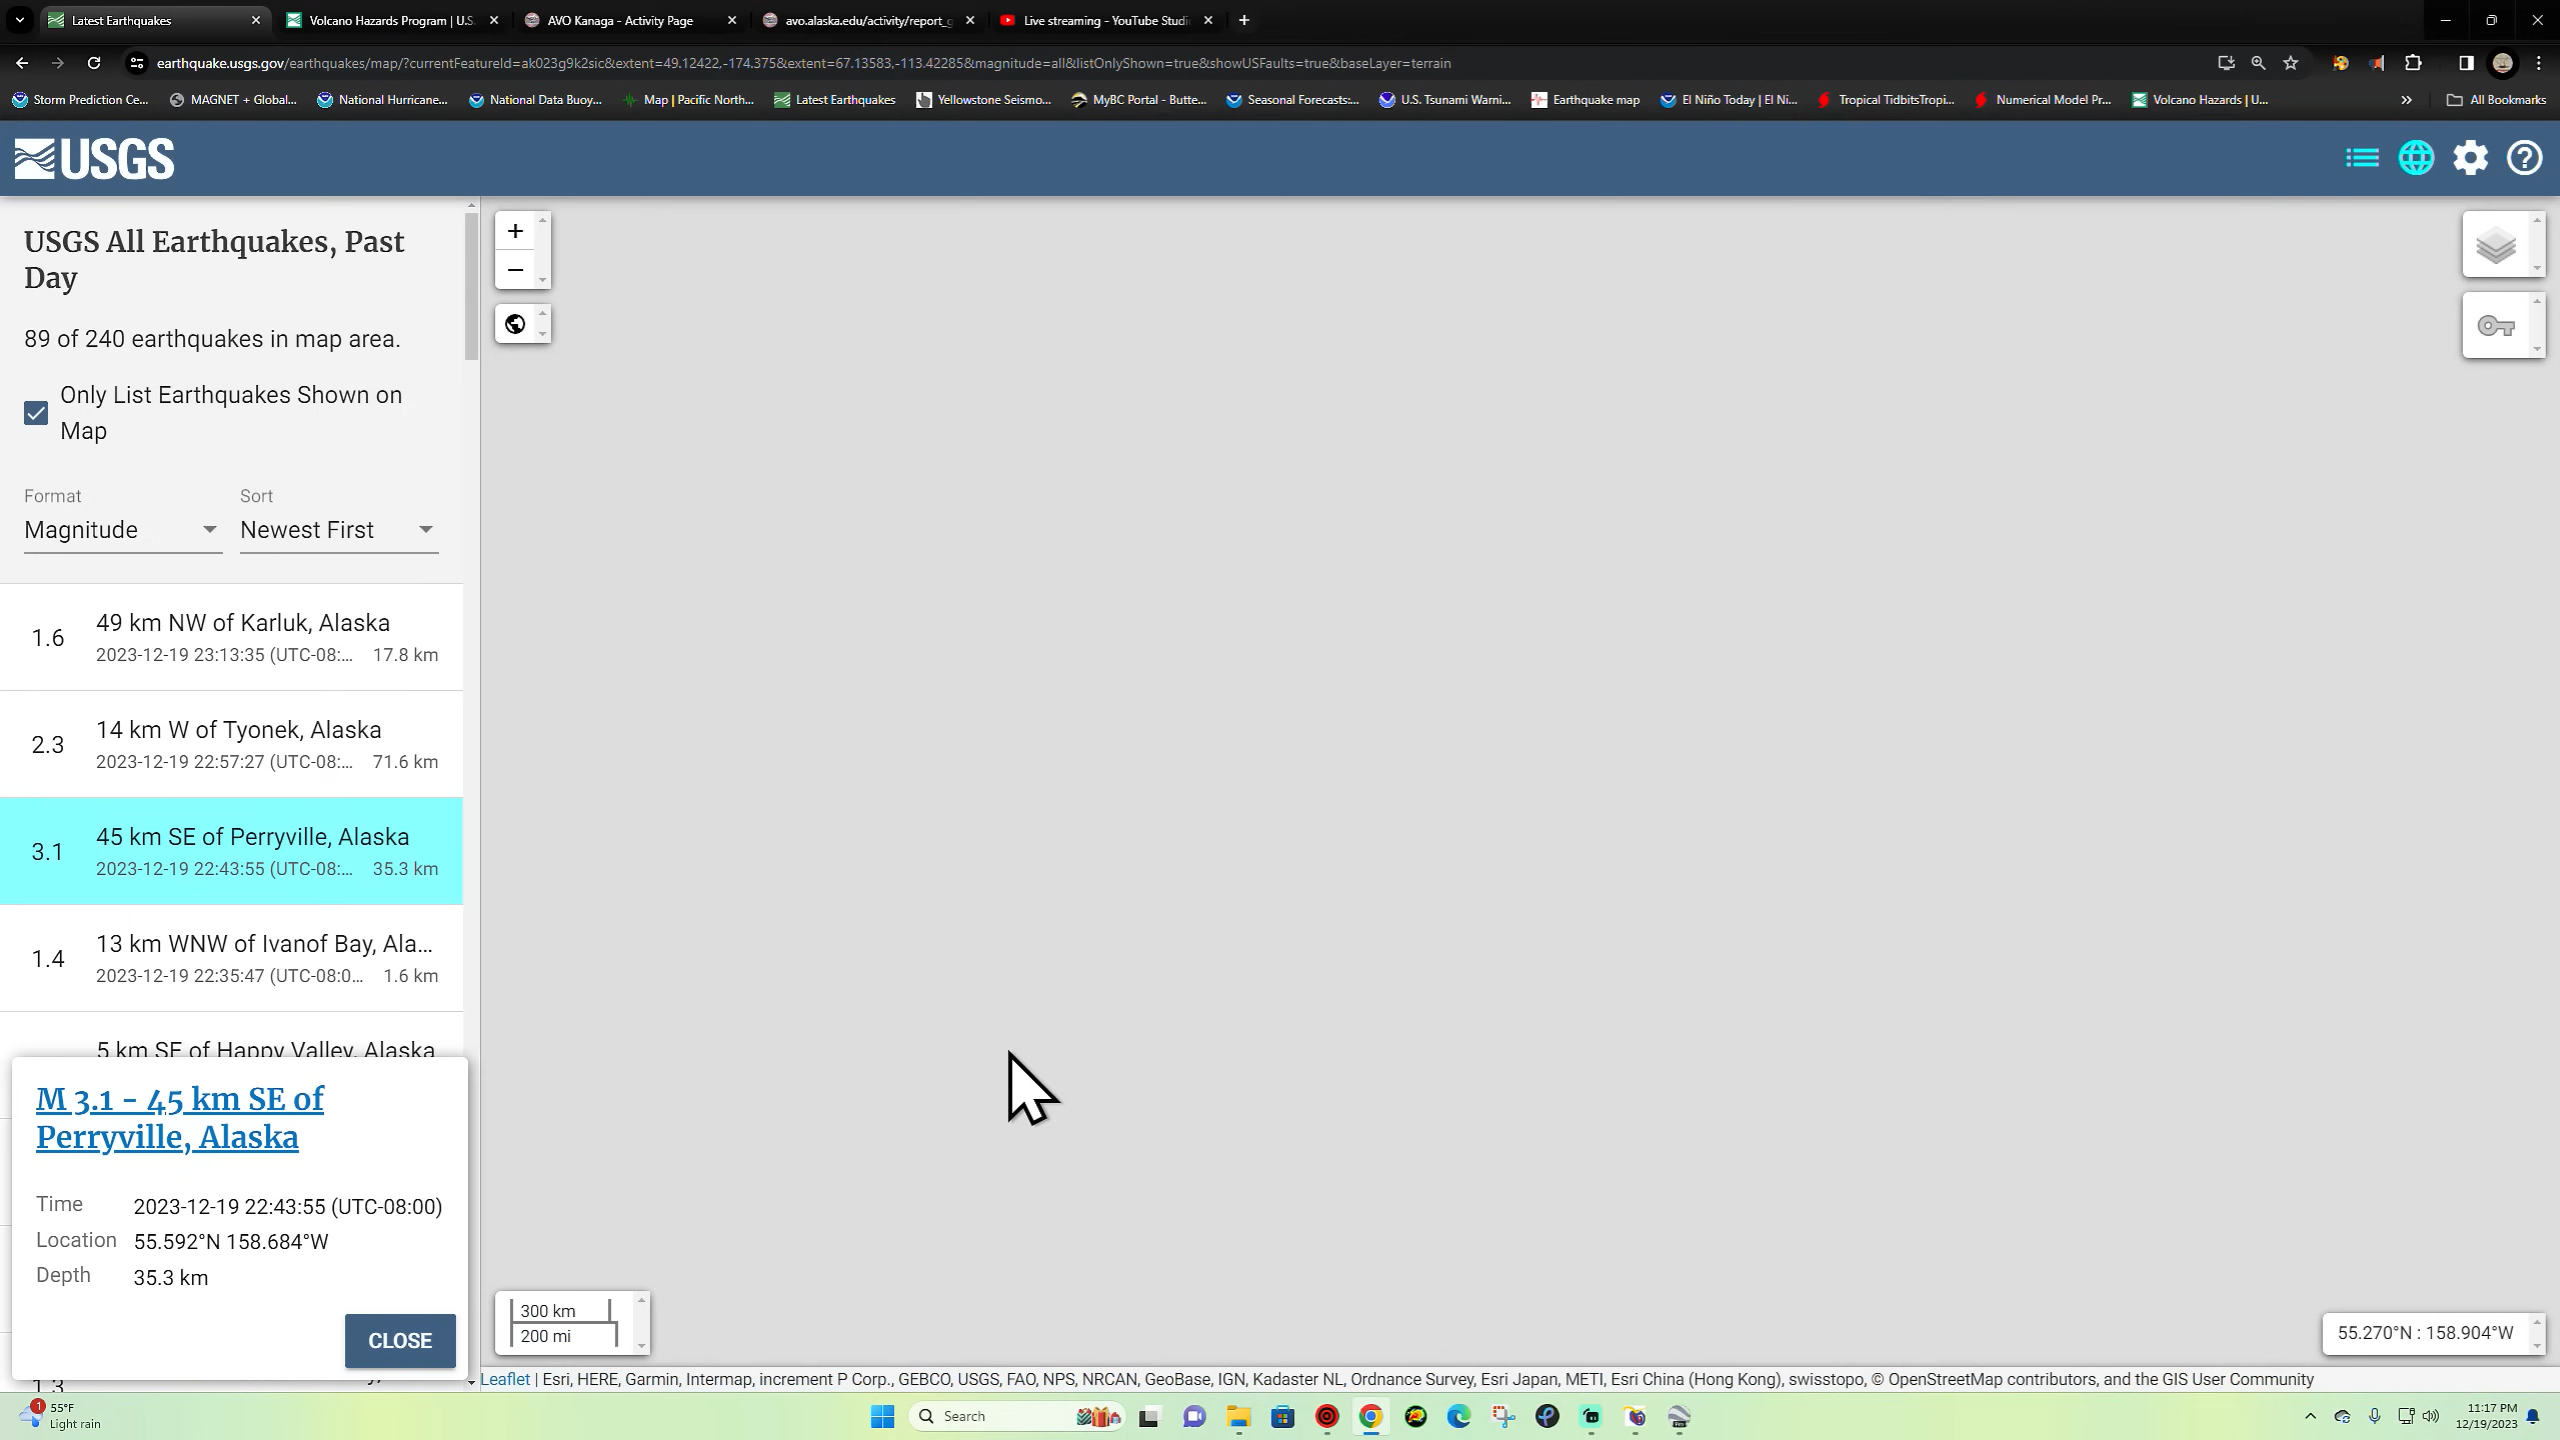 Latest Earthquakes
Volcano Hazards Program | U.S.
AVO Kanaga - Activity Page
avo.alaska.edu/activity/report_g
Live streaming - YouTube Studi
earthquake.usgs.gov/earthquakes/map/?currentFeatureId=ak023g9k2sic&extent=49.12422,-174.375&extent=67.13583,-113.42285&magnitude=all&listOnlyShown=true&showUSFaults=true&baseLayer=terrain
Storm Prediction Ce...
MAGNET + Global...
National Hurricane...
National Data Buoy...
Map | Pacific North...
Latest Earthquakes
Yellowstone Seismo...
MyBC Portal - Butte...
Seasonal Forecasts:...
U.S. Tsunami Warni...
Earthquake map
El Niño Today | El Ni...
Tropical TidbitsTropi...
Numerical Model Pr...
Volcano Hazards | U...
All Bookmarks
USGS
USGS All Earthquakes, Past
Day
89 of 240 earthquakes in map area.
Only List Earthquakes Shown on
Map
Format
Sort
Magnitude
Newest First
1.6
49 km NW of Karluk, Alaska
2023-12-19 23:13:35 (UTC-08:... 17.8 km
2.3
14 km W of Tyonek, Alaska
2023-12-19 22:57:27 (UTC-08:... 71.6 km
3.1
45 km SE of Perryville, Alaska
2023-12-19 22:43:55 (UTC-08:... 35.3 km
1.4
13 km WNW of Ivanof Bay, Ala...
2023-12-19 22:35:47 (UTC-08:0... 1.6 km
5 km SE of Happy Valley, Alaska
M 3.1 - 45 km SE of
Perryville, Alaska
Time 2023-12-19 22:43:55 (UTC-08:00)
Location 55.592°N 158.684°W
Depth 35.3 km
CLOSE
1.3
300 km
200 mi
55.270°N : 158.904°W
Leaflet | Esri, HERE, Garmin, Intermap, increment P Corp., GEBCO, USGS, FAO, NPS, NRCAN, GeoBase, IGN, Kadaster NL, Ordnance Survey, Esri Japan, METI, Esri China (Hong Kong), swisstopo, © OpenStreetMap contributors, and the GIS User Community
1
55°F
Light rain
Search
11:17 PM
12/19/2023